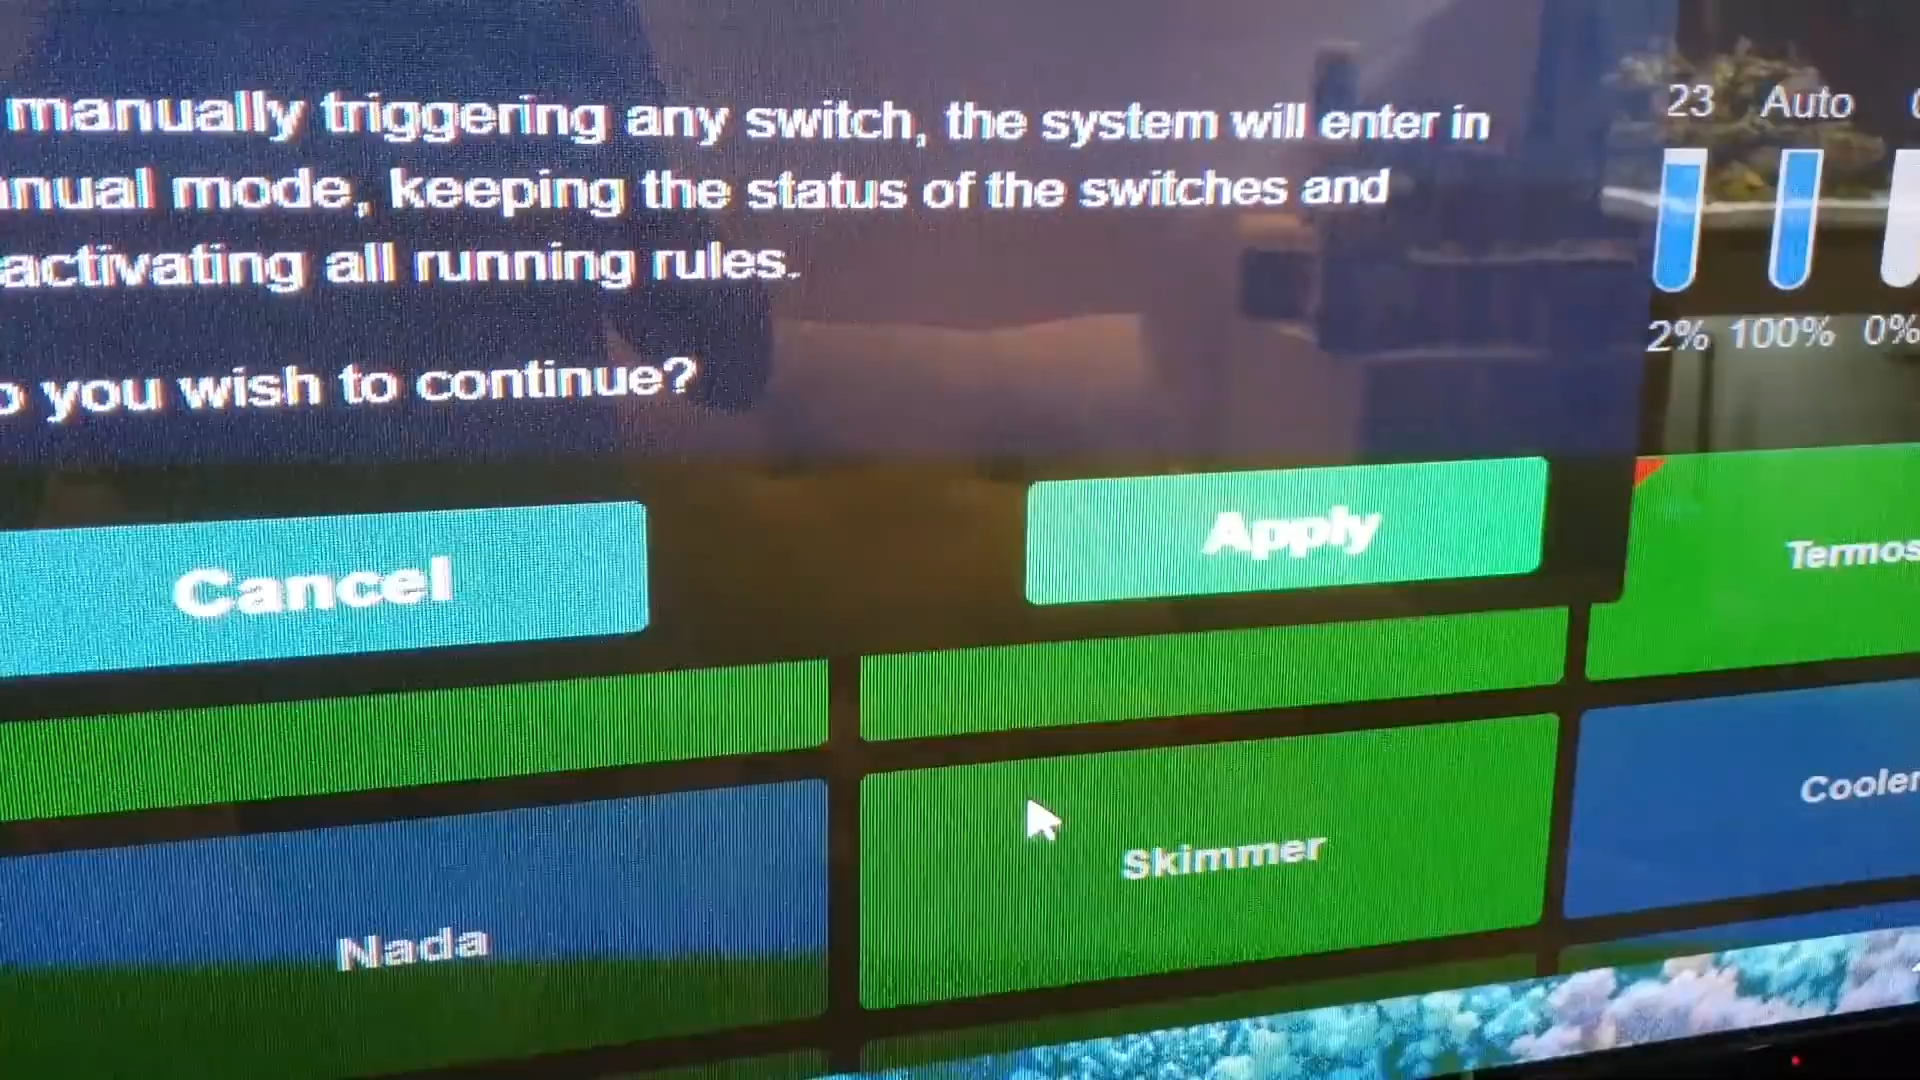 manually triggering any switch, the system will enter in
nual mode, keeping the status of the switches and
activating all running rules.
o you wish to continue?
Cancel
Apply
23 Auto
2% 100% 0%
Termos
Cooler
Skimmer
Nada